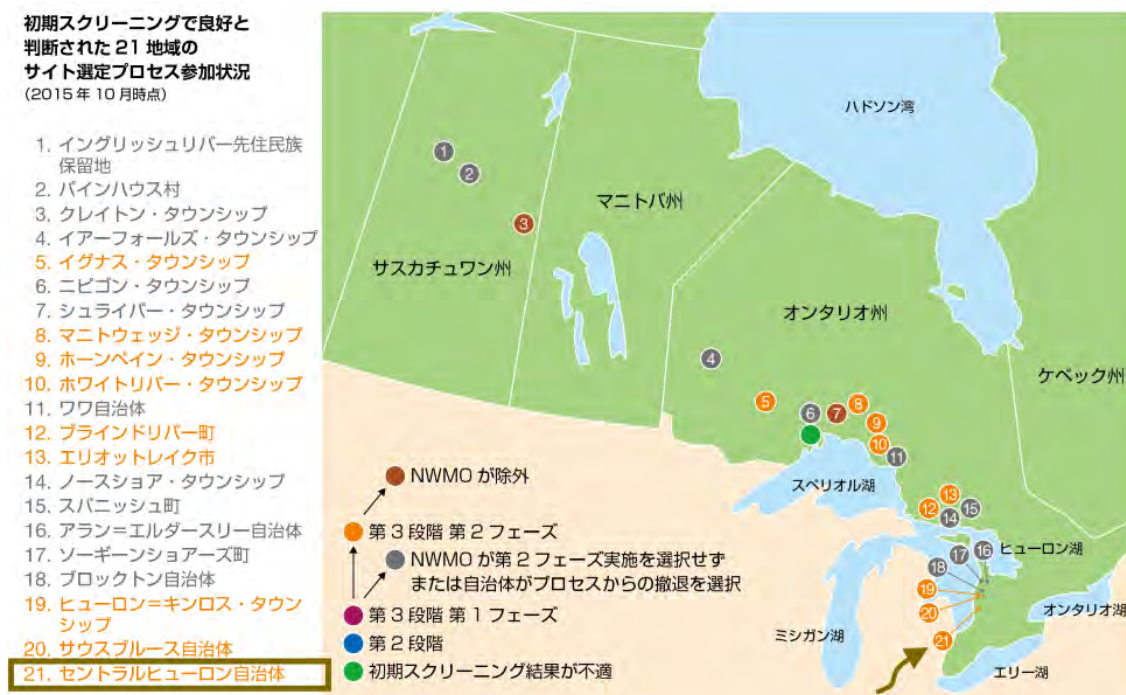 初期スクリーニングで良好と
判断された 21 地域の
サイト選定プロセス参加状況
(2015 年 10 月時点)
1. イングリッシュリバー先住民族
保留地
2. パインハウス村
3. クレイトン・タウンシップ
4. イアーフォールズ・タウンシップ
5. イグナス・タウンシップ
6. ニピゴン・タウンシップ
7. シュライバー・タウンシップ
8. マニトウェッジ・タウンシップ
9. ホーンペイン・タウンシップ
10. ホワイトリバー・タウンシップ
11. ワワ自治体
12. ブラインドリバー町
13. エリオットレイク市
14. ノースショア・タウンシップ
15. スパニッシュ町
16. アラン＝エルダースリー自治体
17. ソーギーンショアーズ町
18. ブロックトン自治体
19. ヒューロン＝キンロス・タウン
シップ
20. サウスブルース自治体
21. セントラルヒューロン自治体
ハドソン湾
1
2
3
マニトバ州
サスカチュワン州
オンタリオ州
4
ケベック州
5
6
7
8
9
10
11
スペリオル湖
12
13
14
15
16
17
18
ヒューロン湖
19
20
21
オンタリオ湖
ミシガン湖
エリー湖
NWMO が除外
第 3 段階 第 2 フェーズ
NWMO が第 2 フェーズ実施を選択せず
または自治体がプロセスからの撤退を選択
第 3 段階 第 1 フェーズ
第 2 段階
初期スクリーニング結果が不適